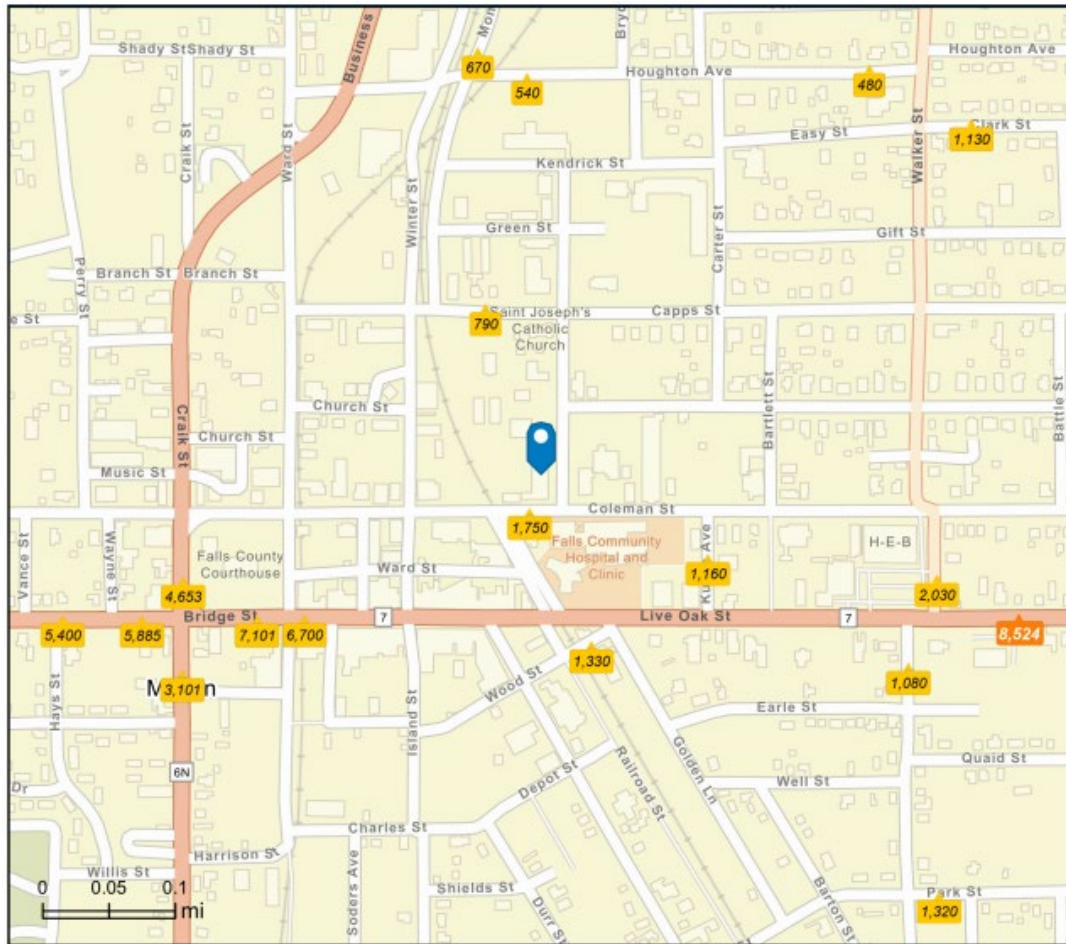 Shady St
Shady St
Business
Mon
Bryc
Houghton Ave
670
540
Houghton Ave
480
Craik St
Ward St
Easy St
Clark St
1,130
Walker St
Kendrick St
Winter St
Green St
Carter St
Gift St
Perry St
Branch St
Branch St
e St
790
Saint Joseph's
Catholic
Church
Capps St
Church St
Bartlett St
Battle St
Craik St
Church St
Music St
Coleman St
1,750
Vance St
Wayne St
Falls County
Courthouse
Ward St
Falls Community
Hospital and
Clinic
Ave
1,160
H-E-B
4,653
2,030
Bridge St
7
Live Oak St
7
5,400
5,885
7,101
6,700
8,524
1,330
Hays St
3,101
Wood St
1,080
Earle St
Island St
6N
Dr
Depot St
Railroad St
Golden Ln
Well St
Quaid St
Charles St
Harrison St
Willis St
0
0.05
0.1
mi
Soders Ave
Shields St
Durr St
Barton St
Park St
1,320